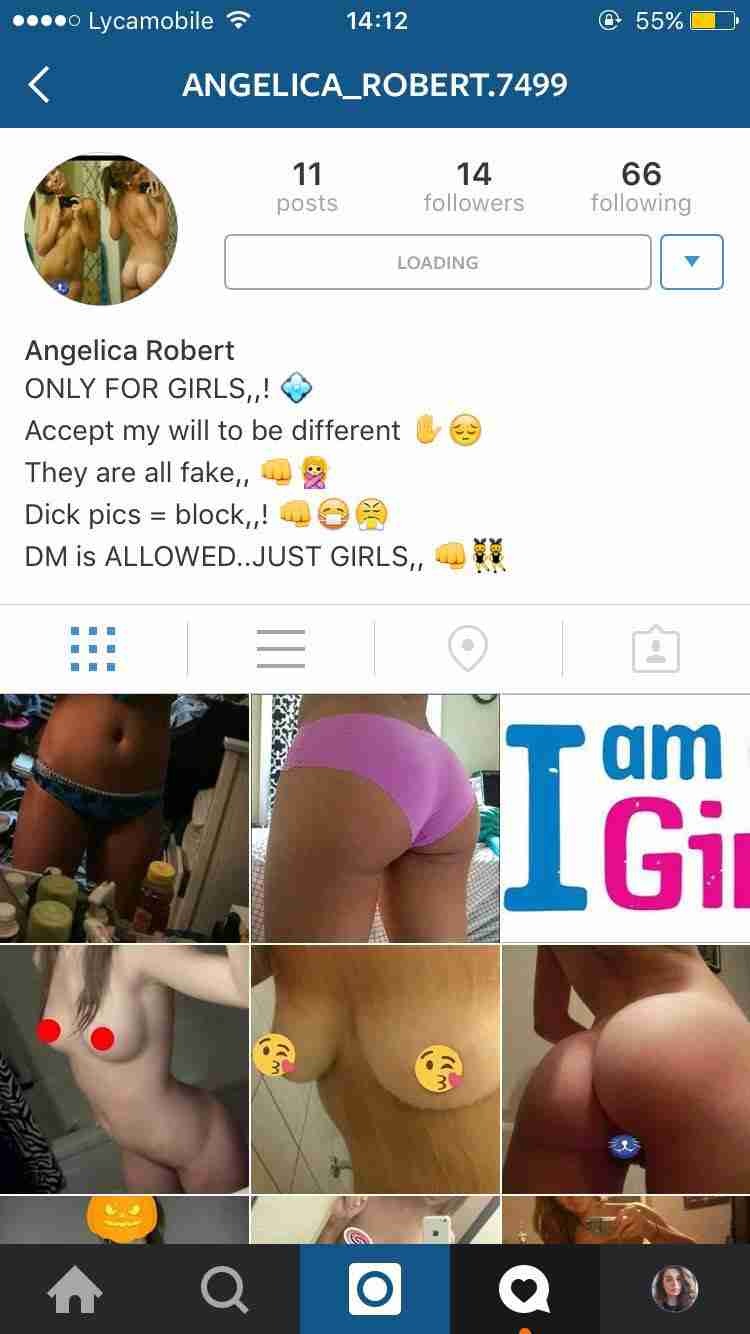 Lycamobile 14:12 55%
ANGELICA_ROBERT.7499
11 14 66
posts followers following
LOADING
Angelica Robert
ONLY FOR GIRLS,,! 💠
Accept my will to be different ✋😔
They are all fake,, 👊🙅
Dick pics = block,,! 👊😷😤
DM is ALLOWED..JUST GIRLS,, 👊👯
I am
Gi